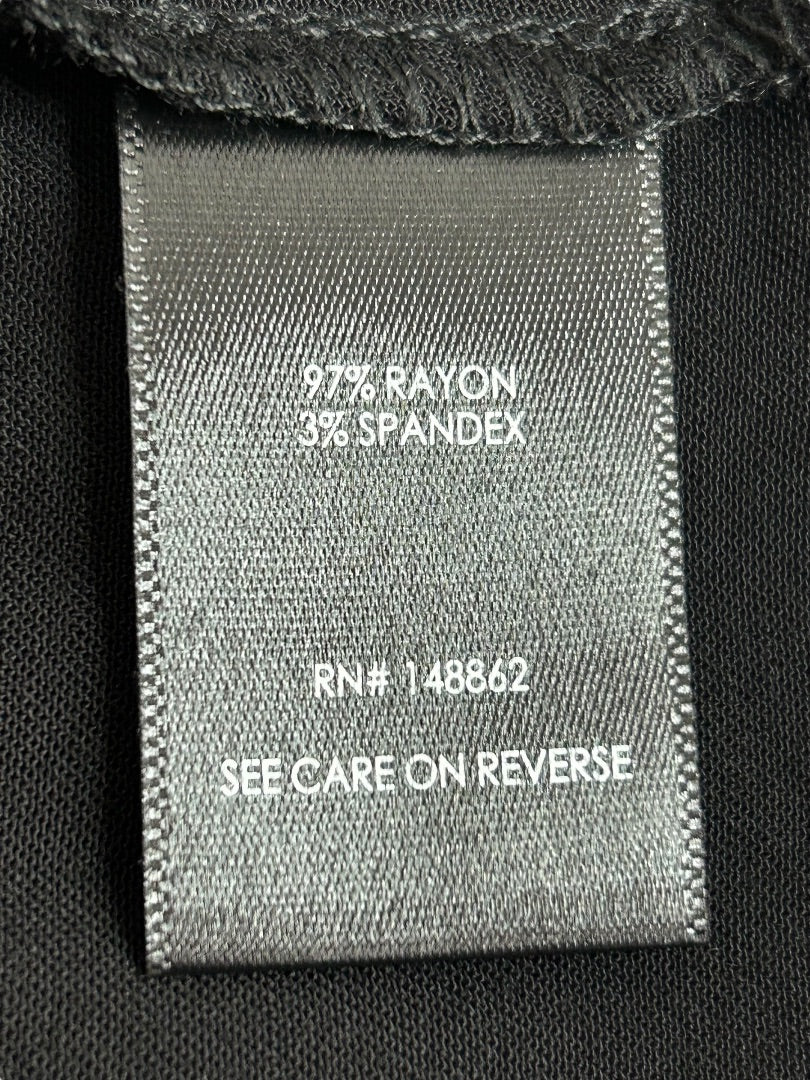 97% RAYON
3% SPANDEX
RN# 148862
SEE CARE ON REVERSE